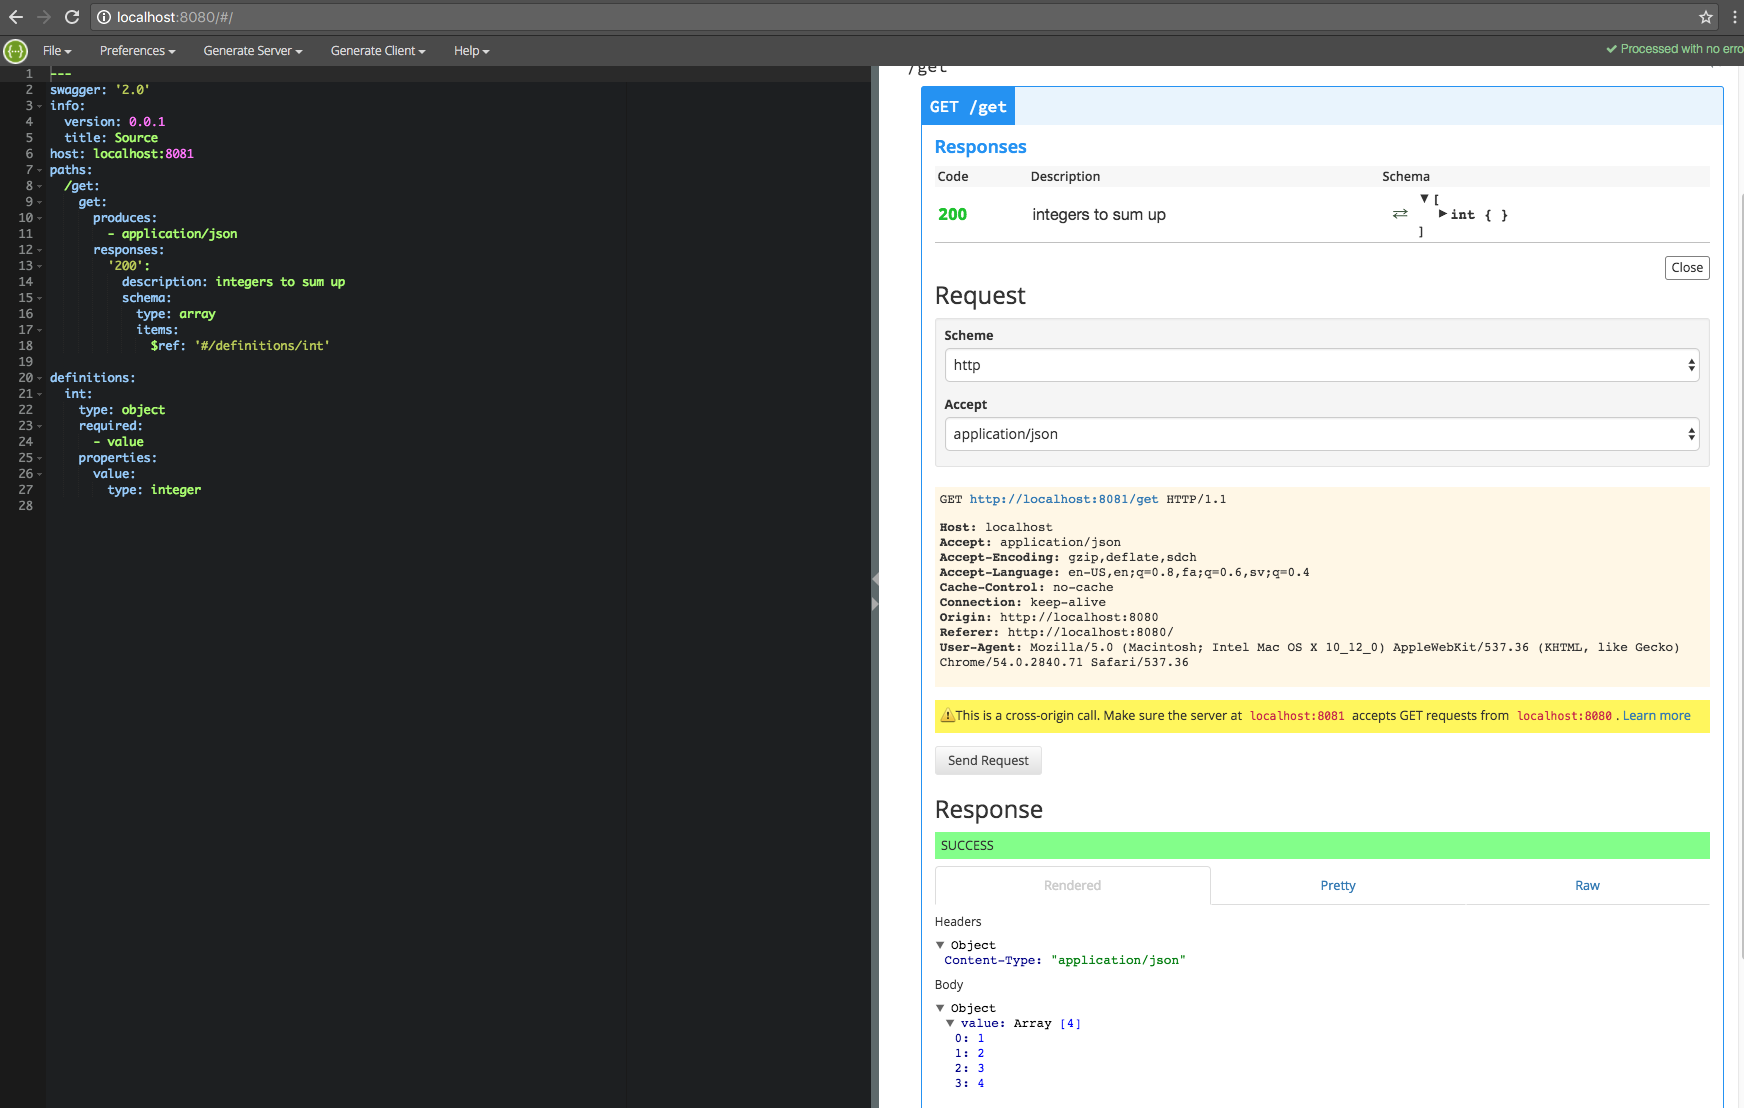 localhost:8080/#/
File Preferences Generate Server Generate Client Help
Processed with no erro
1 ---
2 swagger: '2.0'
3 info:
4 version: 0.0.1
5 title: Source
6 host: localhost:8081
7 paths:
8 /get:
9 get:
10 produces:
11 - application/json
12 responses:
13 '200':
14 description: integers to sum up
15 schema:
16 type: array
17 items:
18 $ref: '#/definitions/int'
19
20 definitions:
21 int:
22 type: object
23 required:
24 - value
25 properties:
26 value:
27 type: integer
28
/get
GET /get
Responses
Code Description Schema
200 integers to sum up ⇄ ▼[
▶int { }
]
Close
Request
Scheme
http
Accept
application/json
GET http://localhost:8081/get HTTP/1.1
Host: localhost
Accept: application/json
Accept-Encoding: gzip,deflate,sdch
Accept-Language: en-US,en;q=0.8,fa;q=0.6,sv;q=0.4
Cache-Control: no-cache
Connection: keep-alive
Origin: http://localhost:8080
Referer: http://localhost:8080/
User-Agent: Mozilla/5.0 (Macintosh; Intel Mac OS X 10_12_0) AppleWebKit/537.36 (KHTML, like Gecko)
Chrome/54.0.2840.71 Safari/537.36
This is a cross-origin call. Make sure the server at localhost:8081 accepts GET requests from localhost:8080 . Learn more
Send Request
Response
SUCCESS
Rendered Pretty Raw
Headers
▼ Object
Content-Type: "application/json"
Body
▼ Object
▼ value: Array [4]
0: 1
1: 2
2: 3
3: 4